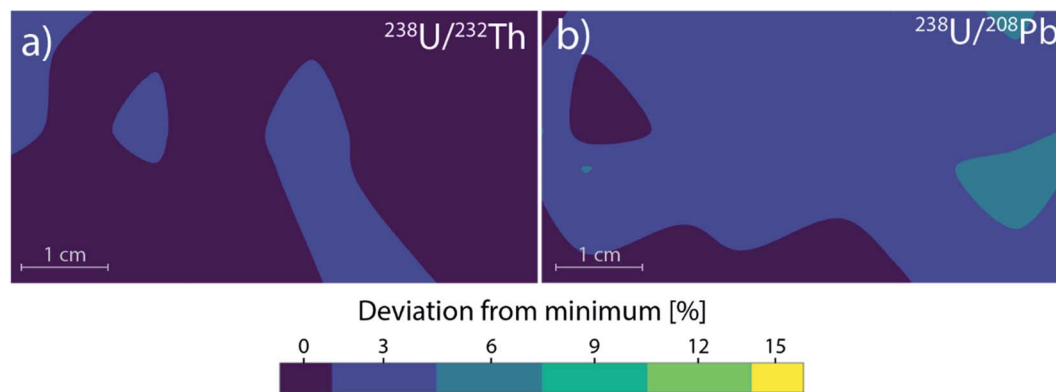 a)
²³⁸U/²³²Th
1 cm
b)
²³⁸U/²⁰⁸Pb
1 cm
Deviation from minimum [%]
0 3 6 9 12 15